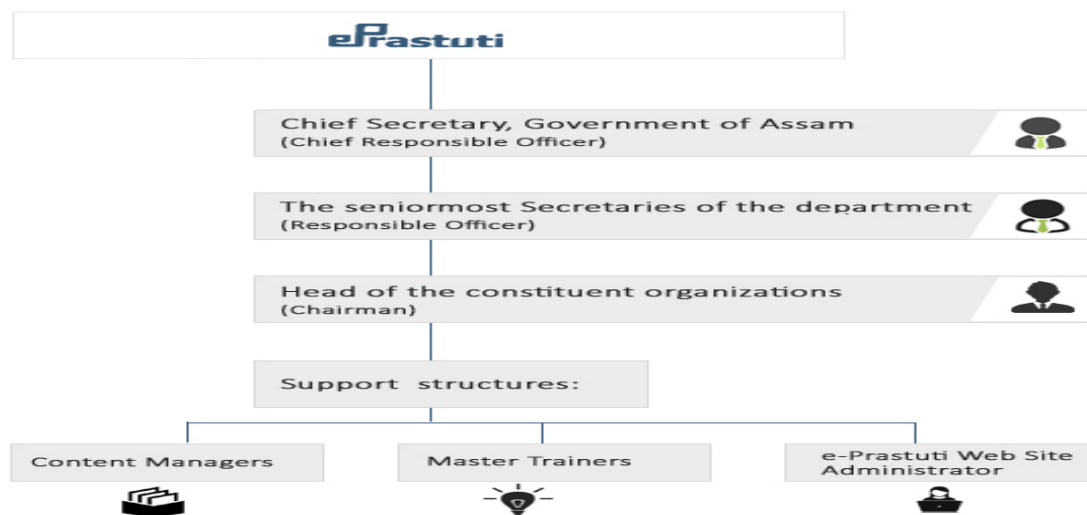 ePrastuti
Chief Secretary, Government of Assam
(Chief Responsible Officer)
The seniormost Secretaries of the department
(Responsible Officer)
Head of the constituent organizations
(Chairman)
Support structures:
Content Managers
Master Trainers
e-Prastuti Web Site
Administrator